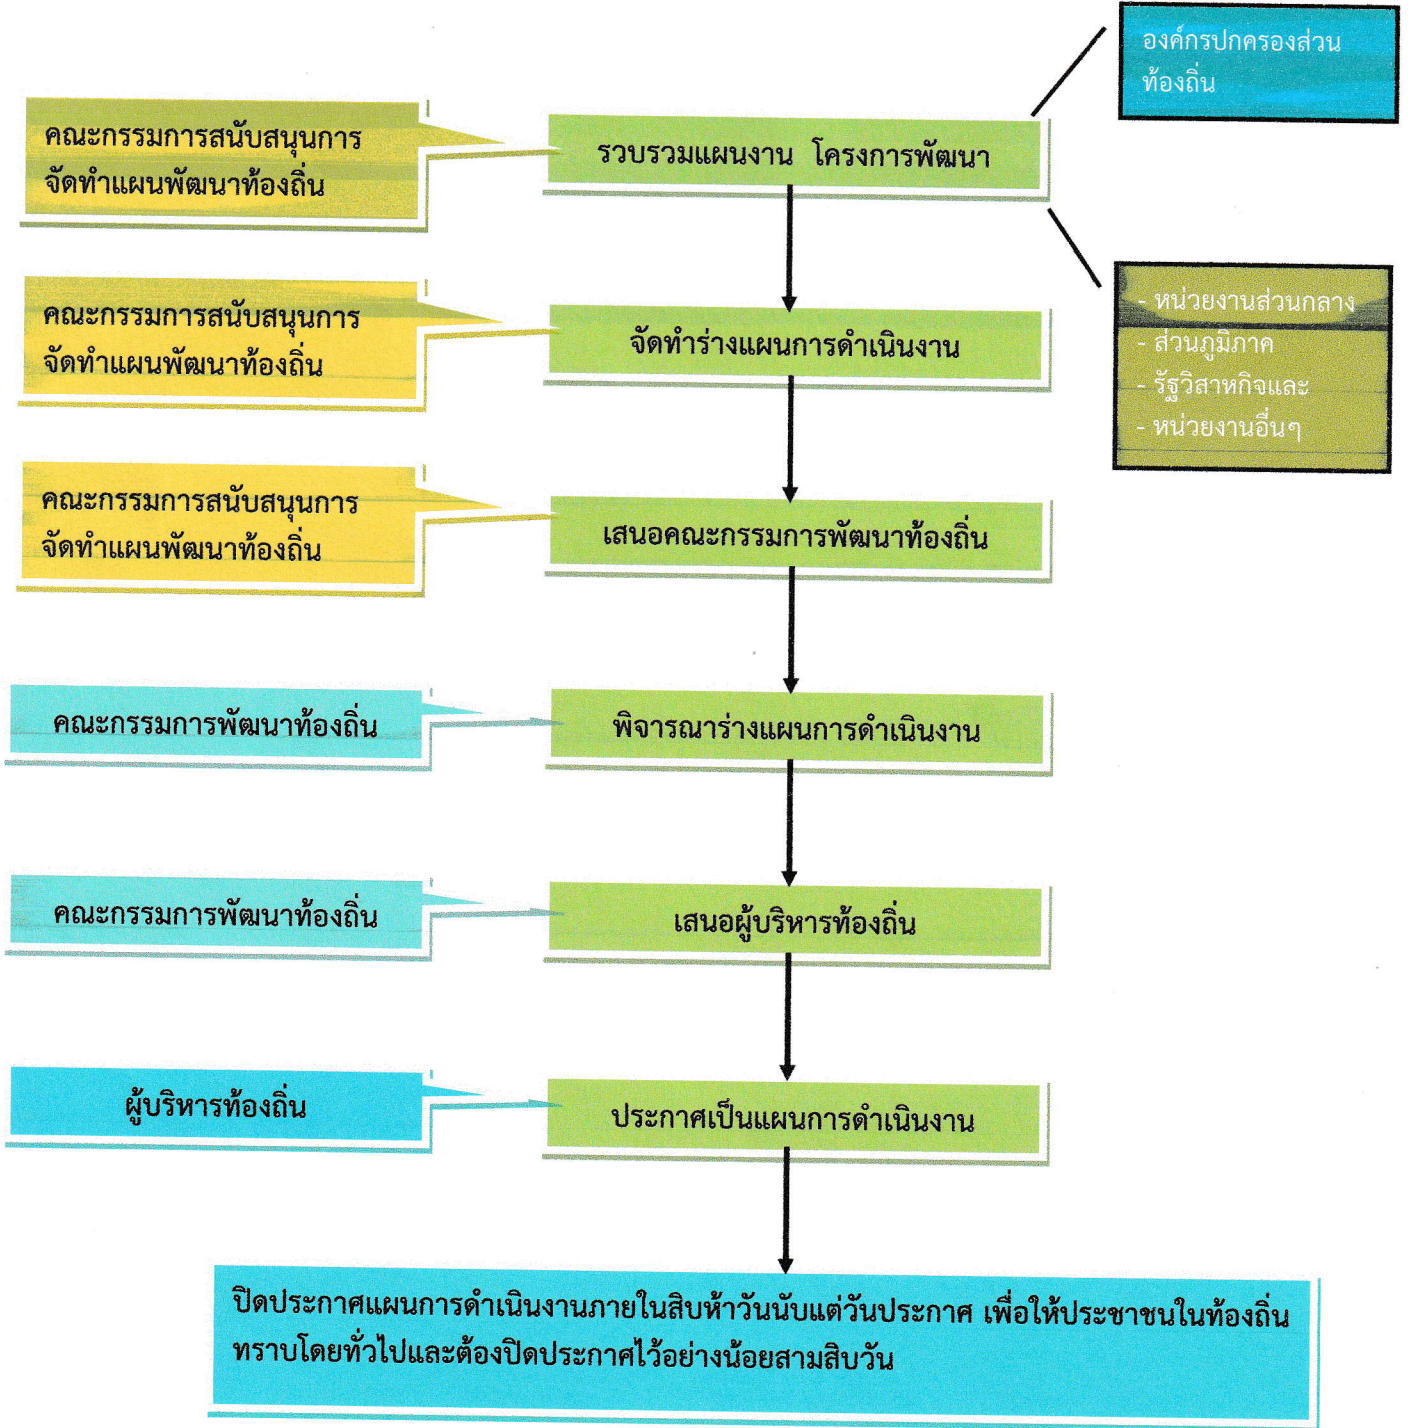 องค์กรปกครองส่วน
ท้องถิ่น
คณะกรรมการสนับสนุนการ
จัดทำแผนพัฒนาท้องถิ่น
รวบรวมแผนงาน โครงการพัฒนา
- หน่วยงานส่วนกลาง
- ส่วนภูมิภาค
- รัฐวิสาหกิจและ
- หน่วยงานอื่นๆ
คณะกรรมการสนับสนุนการ
จัดทำแผนพัฒนาท้องถิ่น
จัดทำร่างแผนการดำเนินงาน
คณะกรรมการสนับสนุนการ
จัดทำแผนพัฒนาท้องถิ่น
เสนอคณะกรรมการพัฒนาท้องถิ่น
คณะกรรมการพัฒนาท้องถิ่น
พิจารณาร่างแผนการดำเนินงาน
คณะกรรมการพัฒนาท้องถิ่น
เสนอผู้บริหารท้องถิ่น
ผู้บริหารท้องถิ่น
ประกาศเป็นแผนการดำเนินงาน
ปิดประกาศแผนการดำเนินงานภายในสิบห้าวันนับแต่วันประกาศ เพื่อให้ประชาชนในท้องถิ่น
ทราบโดยทั่วไปและต้องปิดประกาศไว้อย่างน้อยสามสิบวัน